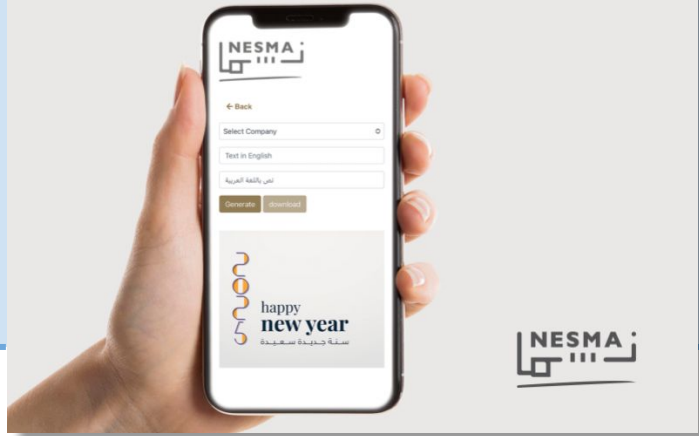 NESMA
نسما
← Back
Select Company
Text in English
نص باللغة العربية
Generate download
2025
happy
new year
سنة جديدة سعيدة
NESMA
نسما